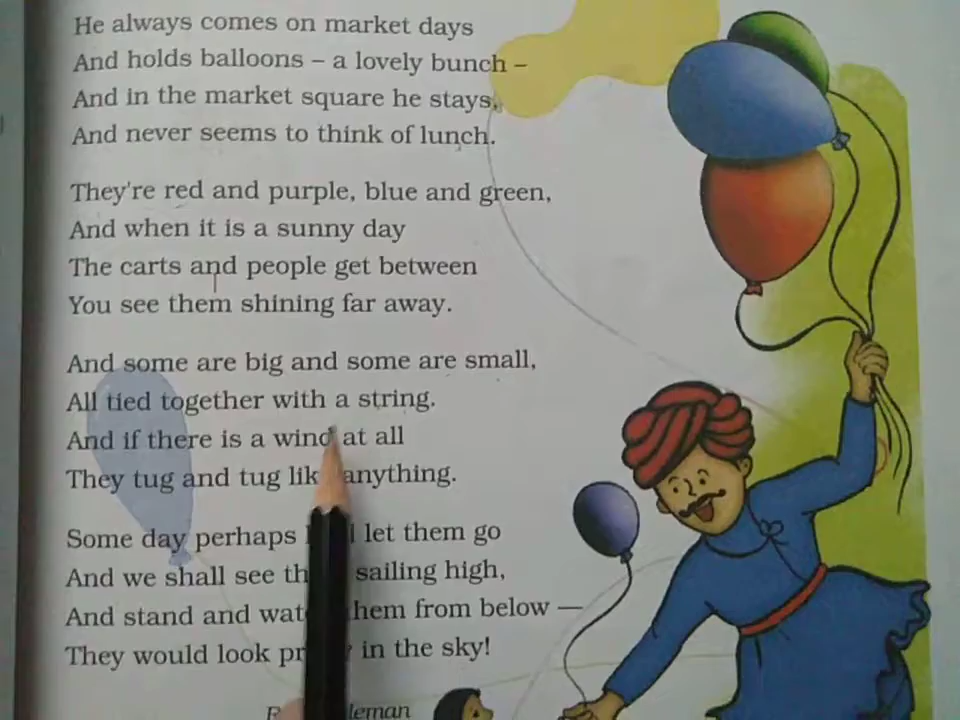 He always comes on market days
And holds balloons – a lovely bunch –
And in the market square he stays,
And never seems to think of lunch.
They're red and purple, blue and green,
And when it is a sunny day
The carts and people get between
You see them shining far away.
And some are big and some are small,
All tied together with a string.
And if there is a wind at all
They tug and tug like anything.
Some day perhaps let them go
And we shall see sailing high,
And stand and watch them from below —
They would look in the sky!